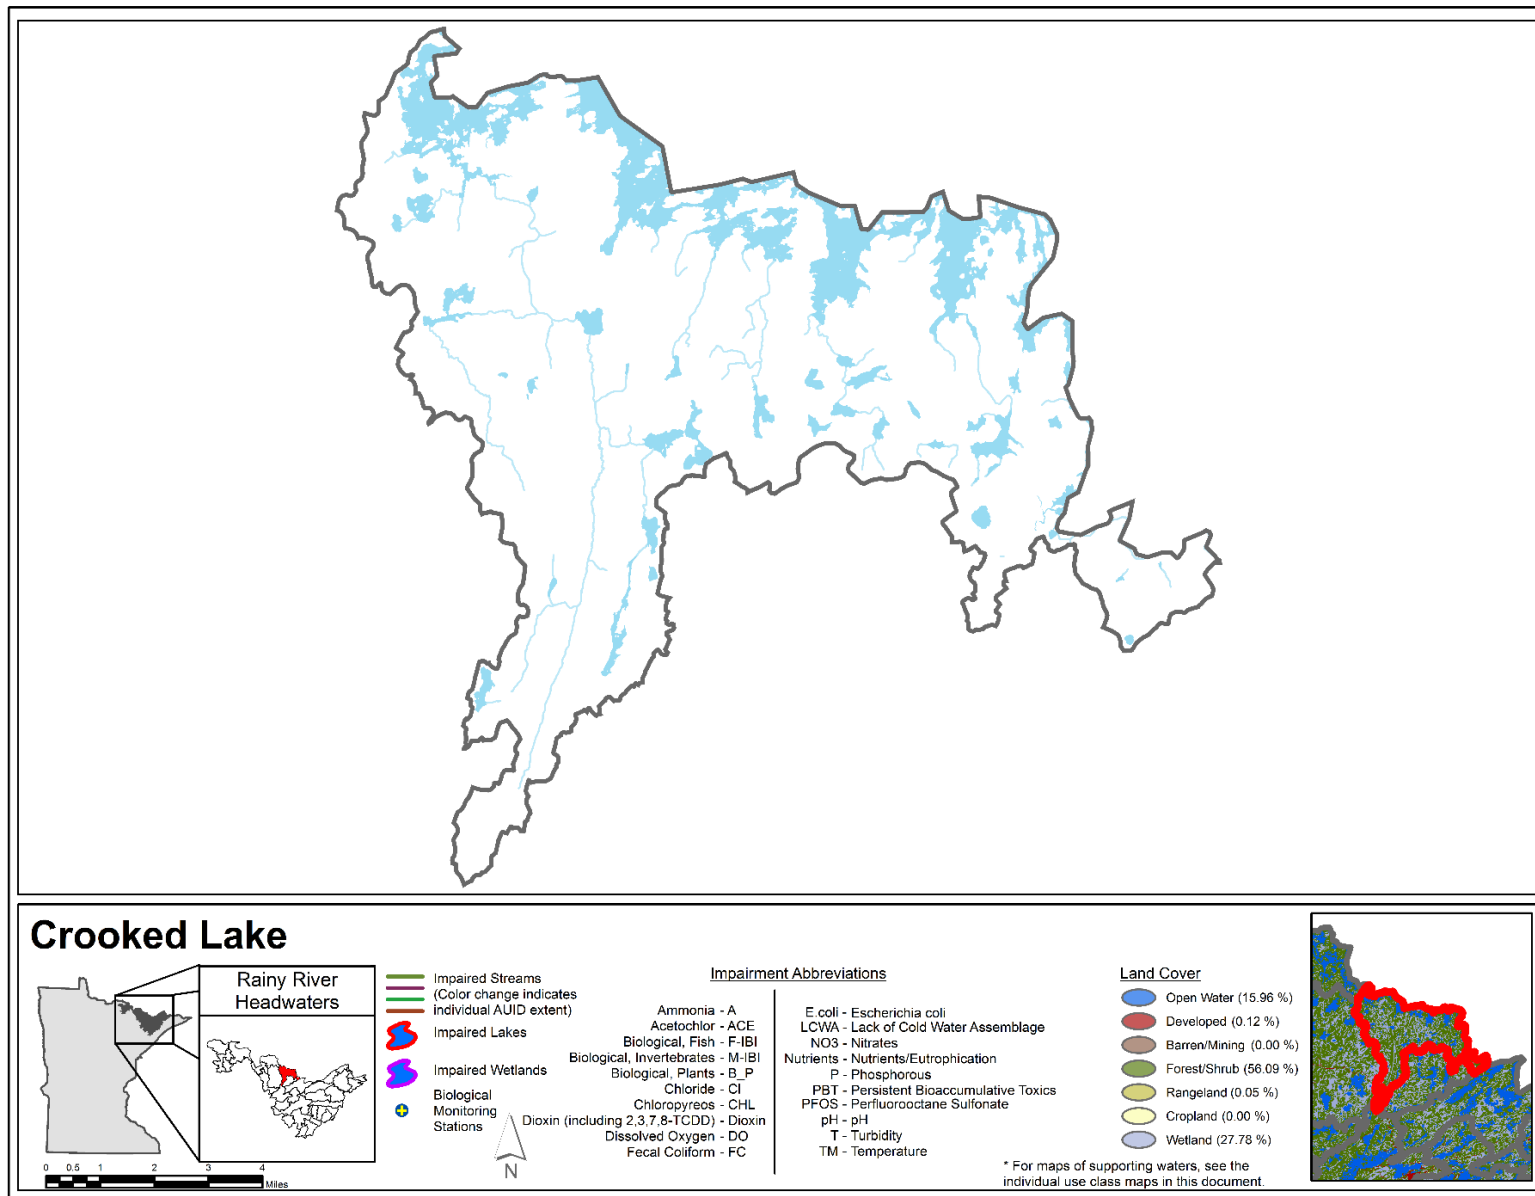 Crooked Lake
Rainy River
Headwaters
0 0.5 1 2 3 4
Miles
Impaired Streams
(Color change indicates
individual AUID extent)
Impaired Lakes
Impaired Wetlands
Biological
Monitoring
Stations
N
Impairment Abbreviations
Ammonia - A
Acetochlor - ACE
Biological, Fish - F-IBI
Biological, Invertebrates - M-IBI
Biological, Plants - B_P
Chloride - Cl
Chloropyreos - CHL
Dioxin (including 2,3,7,8-TCDD) - Dioxin
Dissolved Oxygen - DO
Fecal Coliform - FC
E.coli - Escherichia coli
LCWA - Lack of Cold Water Assemblage
NO3 - Nitrates
Nutrients - Nutrients/Eutrophication
P - Phosphorous
PBT - Persistent Bioaccumulative Toxics
PFOS - Perfluorooctane Sulfonate
pH - pH
T - Turbidity
TM - Temperature
Land Cover
Open Water (15.96 %)
Developed (0.12 %)
Barren/Mining (0.00 %)
Forest/Shrub (56.09 %)
Rangeland (0.05 %)
Cropland (0.00 %)
Wetland (27.78 %)
* For maps of supporting waters, see the
individual use class maps in this document.